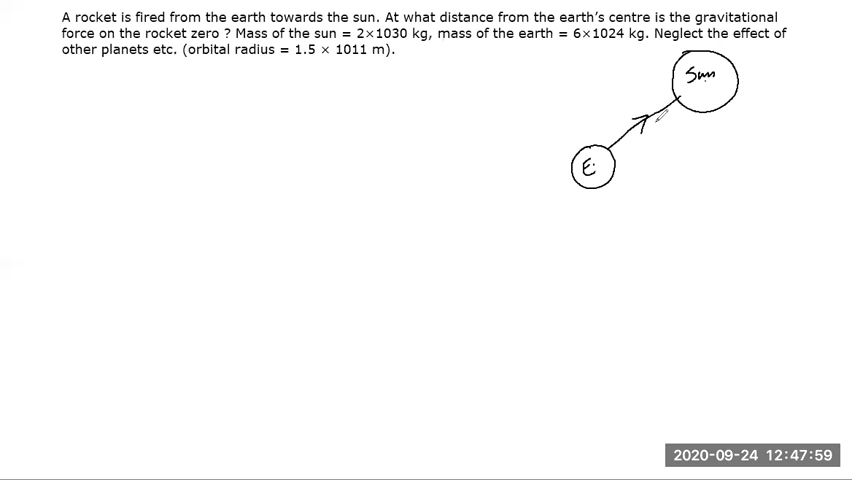 A rocket is fired from the earth towards the sun. At what distance from the earth’s centre is the gravitational
force on the rocket zero ? Mass of the sun = 2×1030 kg, mass of the earth = 6×1024 kg. Neglect the effect of
other planets etc. (orbital radius = 1.5 × 1011 m).
Sun
E
2020-09-24 12:47:59